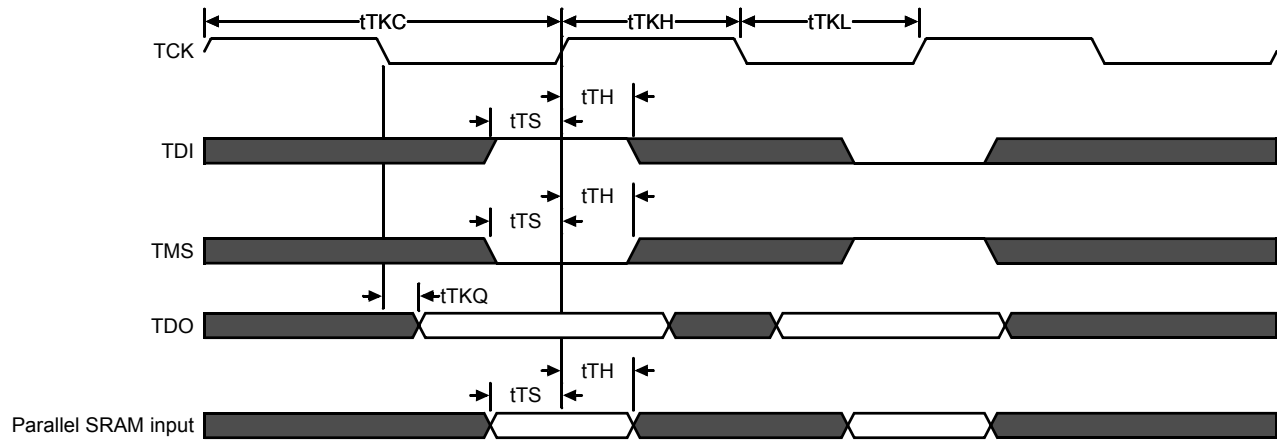 tTKC tTKH tTKL
TCK
tTH
tTS
TDI
tTH
tTS
TMS
tTKQ
TDO
tTH
tTS
Parallel SRAM input